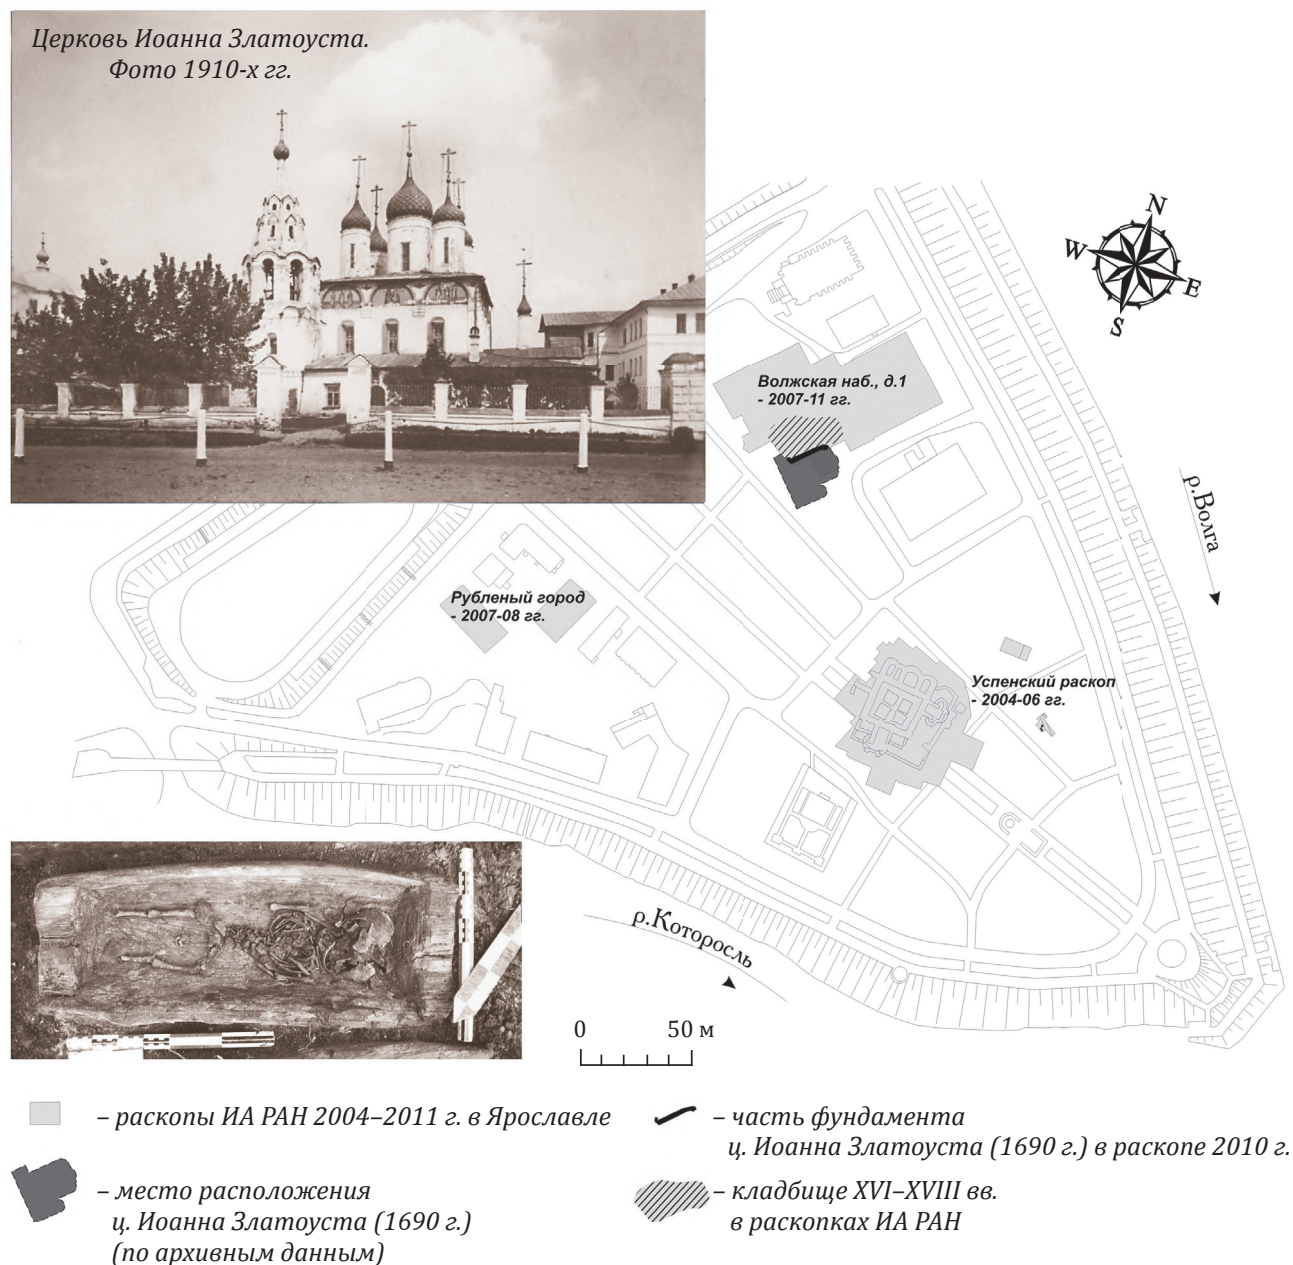 Церковь Иоанна Златоуста.
Фото 1910-х гг.
N
W
E
S
Волжская наб., д.1
- 2007-11 гг.
р.Волга
Рубленый город
- 2007-08 гг.
Успенский раскоп
- 2004-06 гг.
р.Которосль
0 50 м
– раскопы ИА РАН 2004–2011 г. в Ярославле
– место расположения
ц. Иоанна Златоуста (1690 г.)
(по архивным данным)
– часть фундамента
ц. Иоанна Златоуста (1690 г.) в раскопе 2010 г.
– кладбище XVI–XVIII вв.
в раскопках ИА РАН